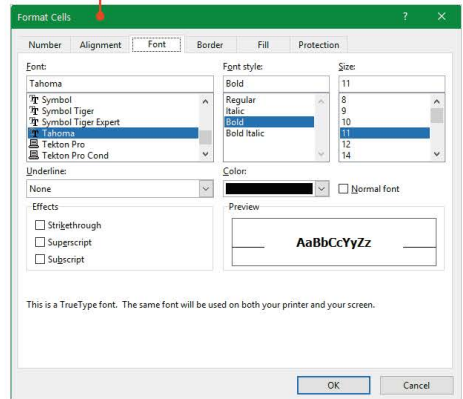 Format Cells ? ×
Number Alignment Font Border Fill Protection
Font: Font style: Size:
Tahoma Bold 11
Symbol Regular 8
Symbol Tiger Italic 9
Symbol Tiger Expert Bold 10
Tahoma Bold Italic 11
Tekton Pro 12
Tekton Pro Cond 14
Underline: Color:
None Normal font
Effects Preview
Strikethrough
Superscript AaBbCcYyZz
Subscript
This is a TrueType font. The same font will be used on both your printer and your screen.
OK Cancel